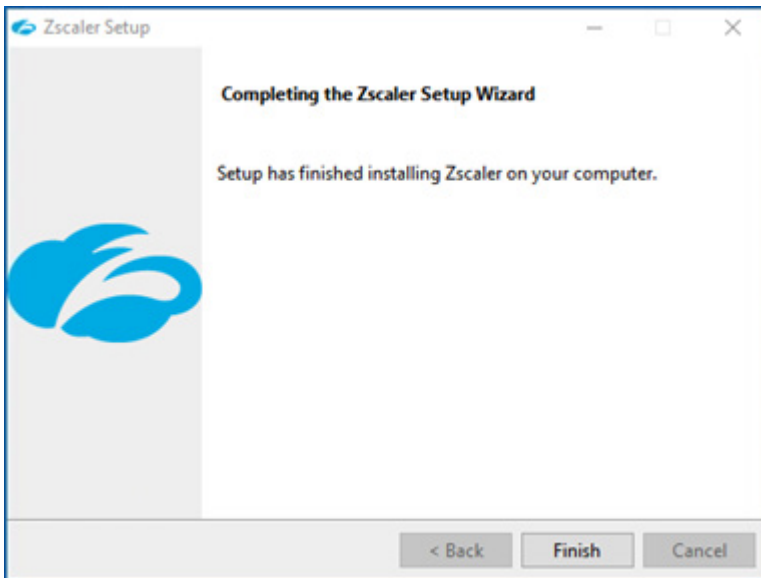 Zscaler Setup
Completing the Zscaler Setup Wizard
Setup has finished installing Zscaler on your computer.
< Back
Finish
Cancel